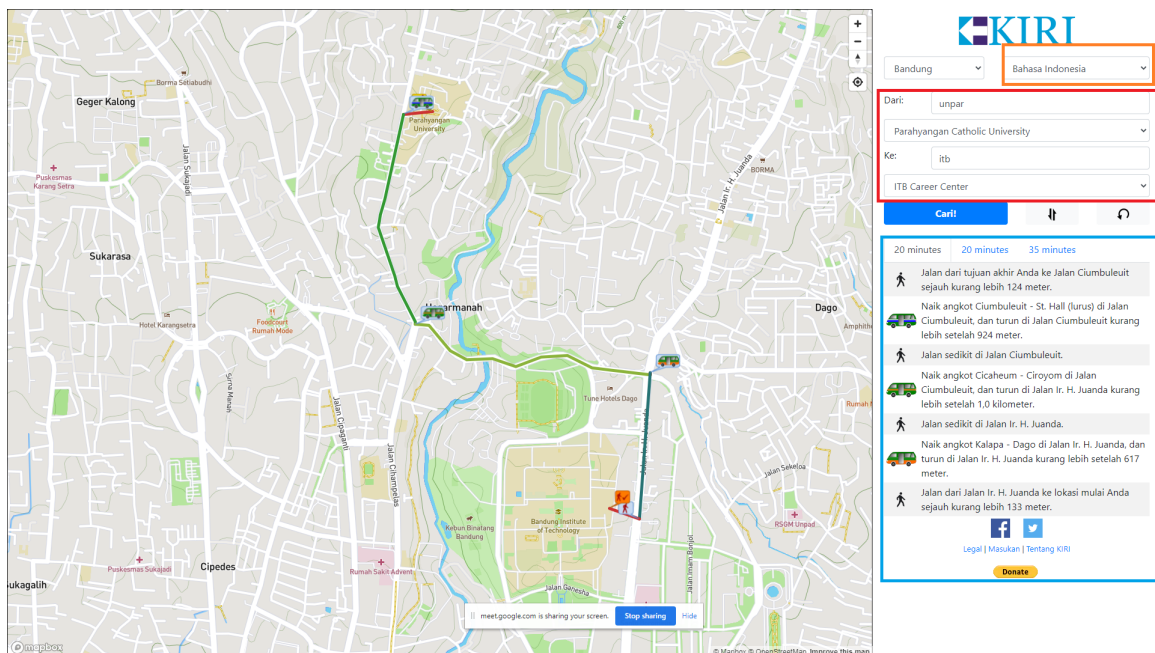 KIRI
Bandung
Bahasa Indonesia
Dari:
unpar
Parahyangan Catholic University
Ke:
itb
ITB Career Center
Cari!
20 minutes
20 minutes
35 minutes
Jalan dari tujuan akhir Anda ke Jalan Ciumbuleuit
sejauh kurang lebih 124 meter.
Naik angkot Ciumbuleuit - St. Hall (lurus) di Jalan
Ciumbuleuit, dan turun di Jalan Ciumbuleuit kurang
lebih setelah 924 meter.
Jalan sedikit di Jalan Ciumbuleuit.
Naik angkot Cicaheum - Ciroyom di Jalan
Ciumbuleuit, dan turun di Jalan Ir. H. Juanda kurang
lebih setelah 1,0 kilometer.
Jalan sedikit di Jalan Ir. H. Juanda.
Naik angkot Kalapa - Dago di Jalan Ir. H. Juanda, dan
turun di Jalan Ir. H. Juanda kurang lebih setelah 617
meter.
Jalan dari Jalan Ir. H. Juanda ke lokasi mulai Anda
sejauh kurang lebih 133 meter.
Legal | Masukan | Tentang KIRI
Donate
Borma Setiabudhi
Geger Kalong
Parahyangan
University
Puskesmas
Karang Setra
Jalan Sukajadi
BORMA
Jalan Ir. H. Juanda
Sukarasa
Dago
Hotel Karangsetra
Foodcourt
Rumah Mode
Tune Hotels Dago
Sirna Manah
Jalan Cipaganti
Jalan Cihampelas
Jalan Sekeloa
Kebun Binatang
Bandung
Bandung Institute
of Technology
RSGM Unpad
Jalan Imam Bonjol
Puskesmas Sukajadi
Cipedes
Rumah Sakit Advent
Jalan Ganesha
meet.google.com is sharing your screen.
Stop sharing
Hide
mapbox
© Mapbox © OpenStreetMap Improve this map